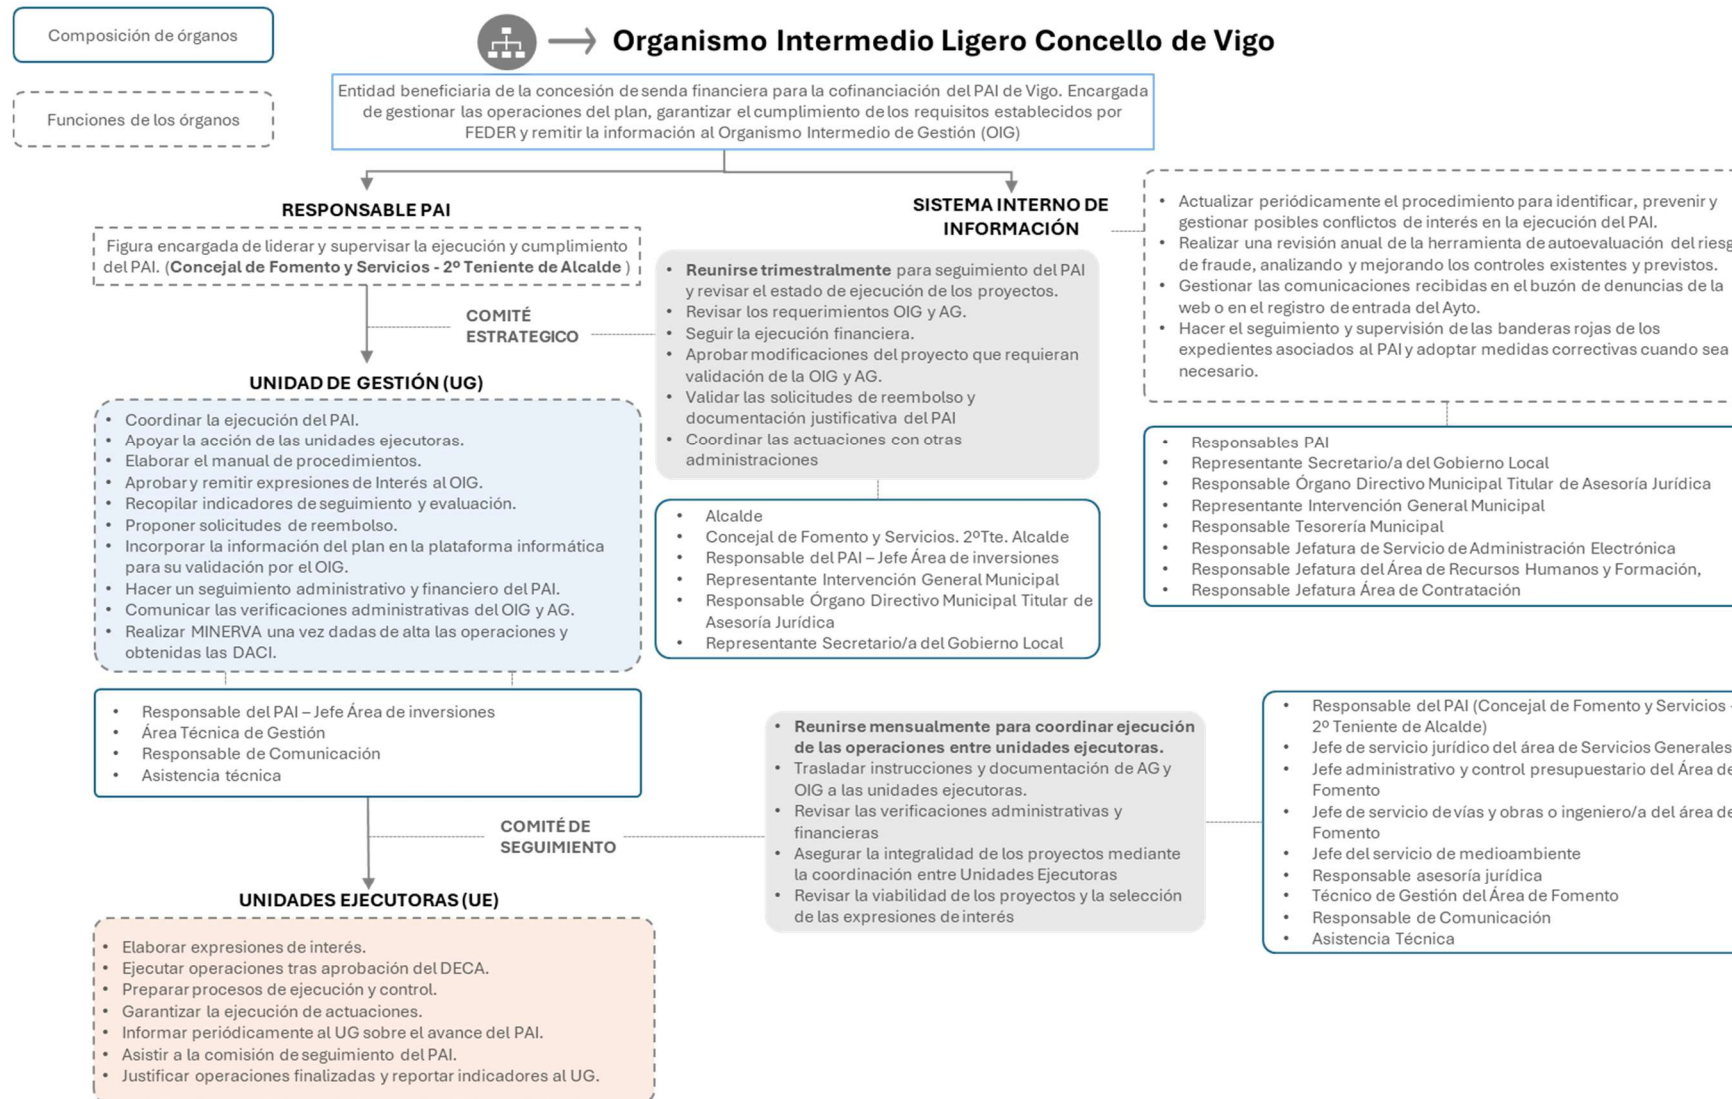 Composición de órganos
Funciones de los órganos
Organismo Intermedio Ligero Concello de Vigo
Entidad beneficiaria de la concesión de senda financiera para la cofinanciación del PAI de Vigo. Encargada
de gestionar las operaciones del plan, garantizar el cumplimiento de los requisitos establecidos por
FEDER y remitir la información al Organismo Intermedio de Gestión (OIG)
RESPONSABLE PAI
Figura encargada de liderar y supervisar la ejecución y cumplimiento
del PAI. (Concejal de Fomento y Servicios - 2º Teniente de Alcalde )
SISTEMA INTERNO DE
INFORMACIÓN
• Actualizar periódicamente el procedimiento para identificar, prevenir y
gestionar posibles conflictos de interés en la ejecución del PAI.
• Realizar una revisión anual de la herramienta de autoevaluación del riesg
de fraude, analizando y mejorando los controles existentes y previstos.
• Gestionar las comunicaciones recibidas en el buzón de denuncias de la
web o en el registro de entrada del Ayto.
• Hacer el seguimiento y supervisión de las banderas rojas de los
expedientes asociados al PAI y adoptar medidas correctivas cuando sea
necesario.
• Responsables PAI
• Representante Secretario/a del Gobierno Local
• Responsable Órgano Directivo Municipal Titular de Asesoría Jurídica
• Representante Intervención General Municipal
• Responsable Tesorería Municipal
• Responsable Jefatura de Servicio de Administración Electrónica
• Responsable Jefatura del Área de Recursos Humanos y Formación,
• Responsable Jefatura Área de Contratación
COMITÉ
ESTRATEGICO
• Reunirse trimestralmente para seguimiento del PAI
y revisar el estado de ejecución de los proyectos.
• Revisar los requerimientos OIG y AG.
• Seguir la ejecución financiera.
• Aprobar modificaciones del proyecto que requieran
validación de la OIG y AG.
• Validar las solicitudes de reembolso y
documentación justificativa del PAI
• Coordinar las actuaciones con otras
administraciones
• Alcalde
• Concejal de Fomento y Servicios. 2ºTte. Alcalde
• Responsable del PAI – Jefe Área de inversiones
• Representante Intervención General Municipal
• Responsable Órgano Directivo Municipal Titular de
Asesoría Jurídica
• Representante Secretario/a del Gobierno Local
UNIDAD DE GESTIÓN (UG)
• Coordinar la ejecución del PAI.
• Apoyar la acción de las unidades ejecutoras.
• Elaborar el manual de procedimientos.
• Aprobar y remitir expresiones de Interés al OIG.
• Recopilar indicadores de seguimiento y evaluación.
• Proponer solicitudes de reembolso.
• Incorporar la información del plan en la plataforma informática
para su validación por el OIG.
• Hacer un seguimiento administrativo y financiero del PAI.
• Comunicar las verificaciones administrativas del OIG y AG.
• Realizar MINERVA una vez dadas de alta las operaciones y
obtenidas las DACI.
• Responsable del PAI – Jefe Área de inversiones
• Área Técnica de Gestión
• Responsable de Comunicación
• Asistencia técnica
COMITÉ DE
SEGUIMIENTO
• Reunirse mensualmente para coordinar ejecución
de las operaciones entre unidades ejecutoras.
• Trasladar instrucciones y documentación de AG y
OIG a las unidades ejecutoras.
• Revisar las verificaciones administrativas y
financieras
• Asegurar la integralidad de los proyectos mediante
la coordinación entre Unidades Ejecutoras
• Revisar la viabilidad de los proyectos y la selección
de las expresiones de interés
• Responsable del PAI (Concejal de Fomento y Servicios -
2º Teniente de Alcalde)
• Jefe de servicio jurídico del área de Servicios Generales
• Jefe administrativo y control presupuestario del Área de
Fomento
• Jefe de servicio de vías y obras o ingeniero/a del área de
Fomento
• Jefe del servicio de medioambiente
• Responsable asesoría jurídica
• Técnico de Gestión del Área de Fomento
• Responsable de Comunicación
• Asistencia Técnica
UNIDADES EJECUTORAS (UE)
• Elaborar expresiones de interés.
• Ejecutar operaciones tras aprobación del DECA.
• Preparar procesos de ejecución y control.
• Garantizar la ejecución de actuaciones.
• Informar periódicamente al UG sobre el avance del PAI.
• Asistir a la comisión de seguimiento del PAI.
• Justificar operaciones finalizadas y reportar indicadores al UG.